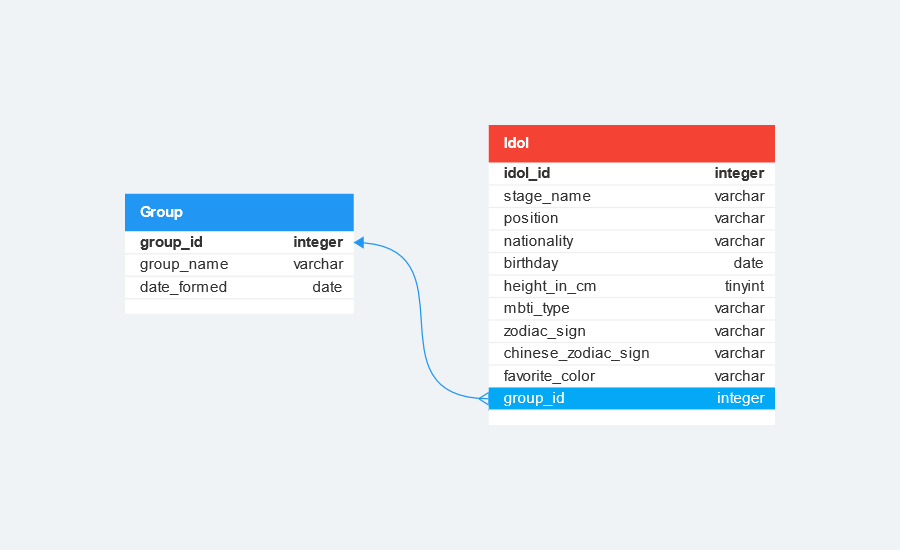 Group
group_id integer
group_name varchar
date_formed date
Idol
idol_id integer
stage_name varchar
position varchar
nationality varchar
birthday date
height_in_cm tinyint
mbti_type varchar
zodiac_sign varchar
chinese_zodiac_sign varchar
favorite_color varchar
group_id integer